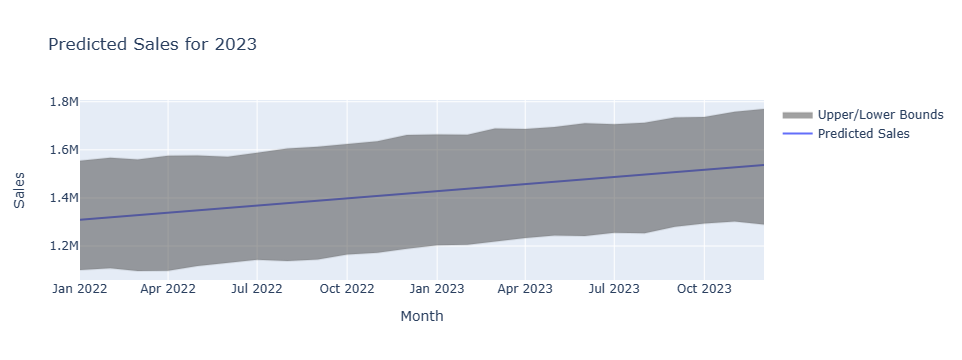 Predicted Sales for 2023
1.8M
1.6M
1.4M
1.2M
Sales
Jan 2022 Apr 2022 Jul 2022 Oct 2022 Jan 2023 Apr 2023 Jul 2023 Oct 2023
Month
Upper/Lower Bounds
Predicted Sales